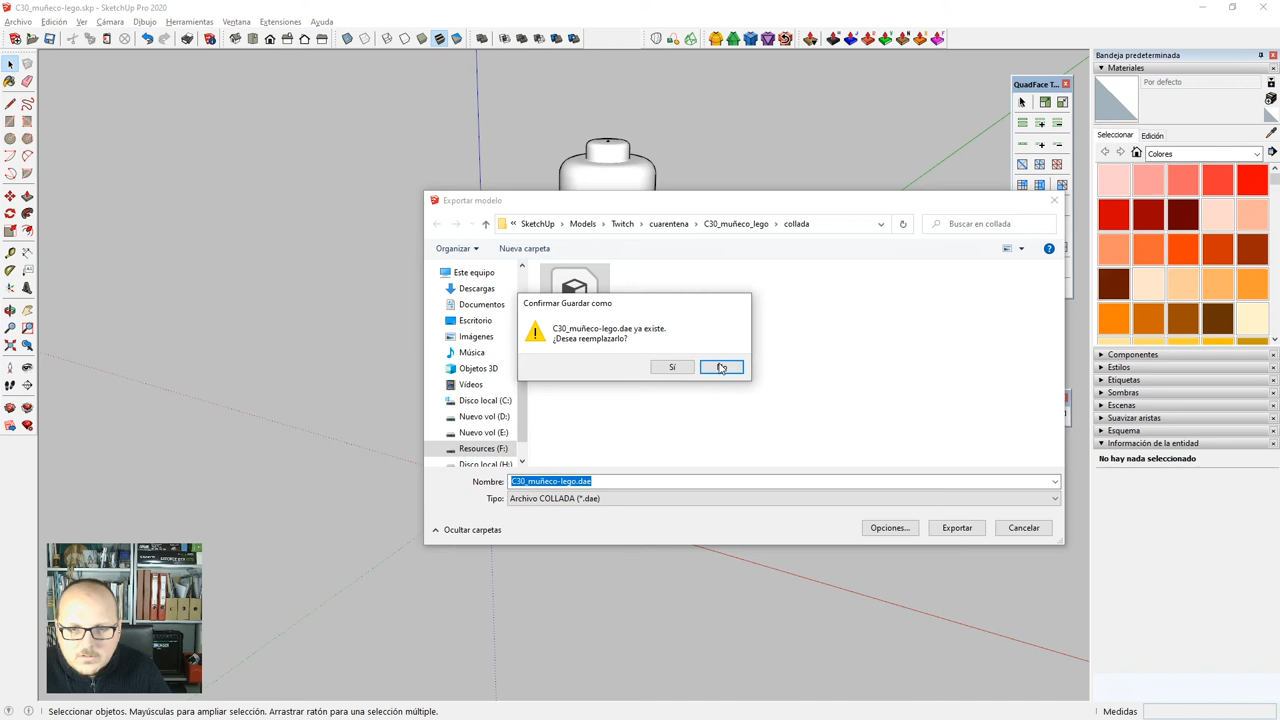 C30_muñeco-lego.skp - SketchUp Pro 2020
Archivo Edición Ver Cámara Dibujo Herramientas Ventana Extensiones Ayuda
Bandeja predeterminada
Materiales
Por defecto
Seleccionar Edición
Colores
QuadFace T...
Exportar modelo
« SketchUp > Models > Twitch > cuarentena > C30_muñeco_lego > collada
Buscar en collada
Organizar Nueva carpeta
Este equipo
Descargas
Documentos
Escritorio
Imágenes
Música
Objetos 3D
Vídeos
Disco local (C:)
Nuevo vol (D:)
Nuevo vol (E:)
Resources (F:)
Disco local (H:)
Confirmar Guardar como
C30_muñeco-lego.dae ya existe.
¿Desea reemplazarlo?
Sí
Nombre: C30_muñeco-lego.dae
Tipo: Archivo COLLADA (*.dae)
Ocultar carpetas
Opciones... Exportar Cancelar
Componentes
Estilos
Etiquetas
Sombras
Escenas
Suavizar aristas
Esquema
Información de la entidad
No hay nada seleccionado
Seleccionar objetos. Mayúsculas para ampliar selección. Arrastrar ratón para una selección múltiple.
Medidas